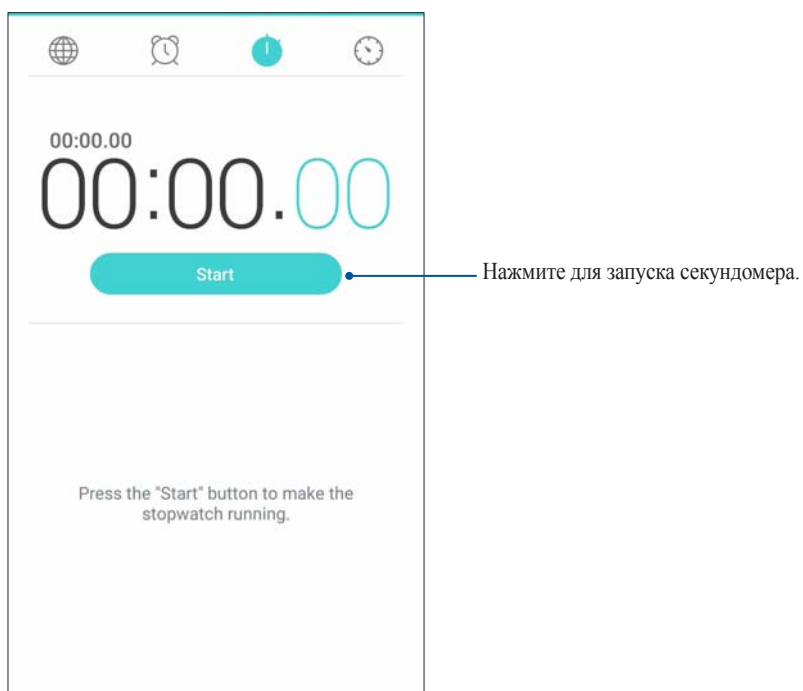 00:00.00
00:00.00
Start
Нажмите для запуска секундомера.
Press the "Start" button to make the
stopwatch running.